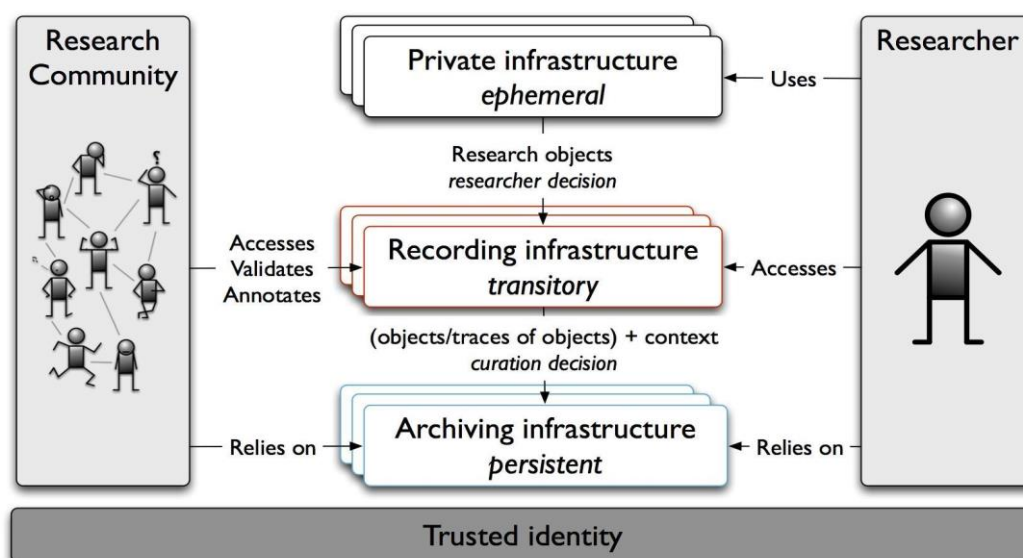 Research
Community
Private infrastructure
ephemeral
Researcher
Uses
Research objects
researcher decision
Accesses
Validates
Annotates
Recording infrastructure
transitory
Accesses
(objects/traces of objects) + context
curation decision
Relies on
Archiving infrastructure
persistent
Relies on
Trusted identity